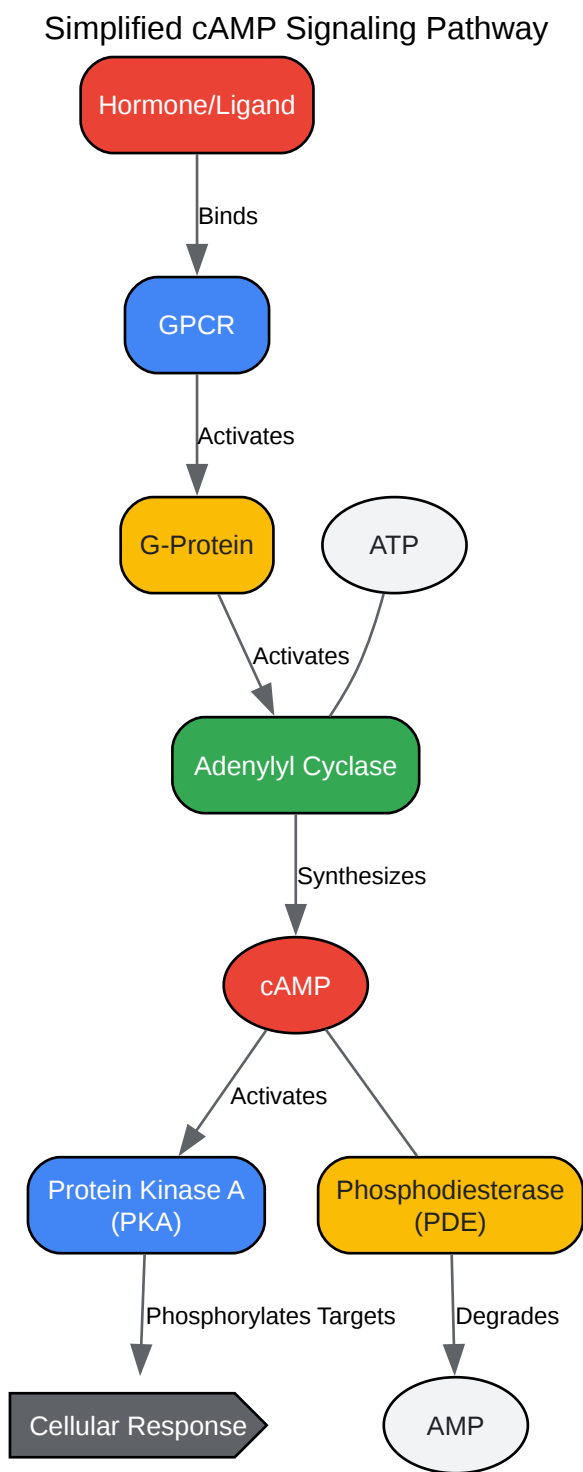 Simplified cAMP Signaling Pathway
Hormone/Ligand
Binds
GPCR
Activates
G-Protein
ATP
Activates
Adenylyl Cyclase
Synthesizes
cAMP
Activates
Protein Kinase A
(PKA)
Phosphodiesterase
(PDE)
Phosphorylates Targets
Degrades
Cellular Response
AMP